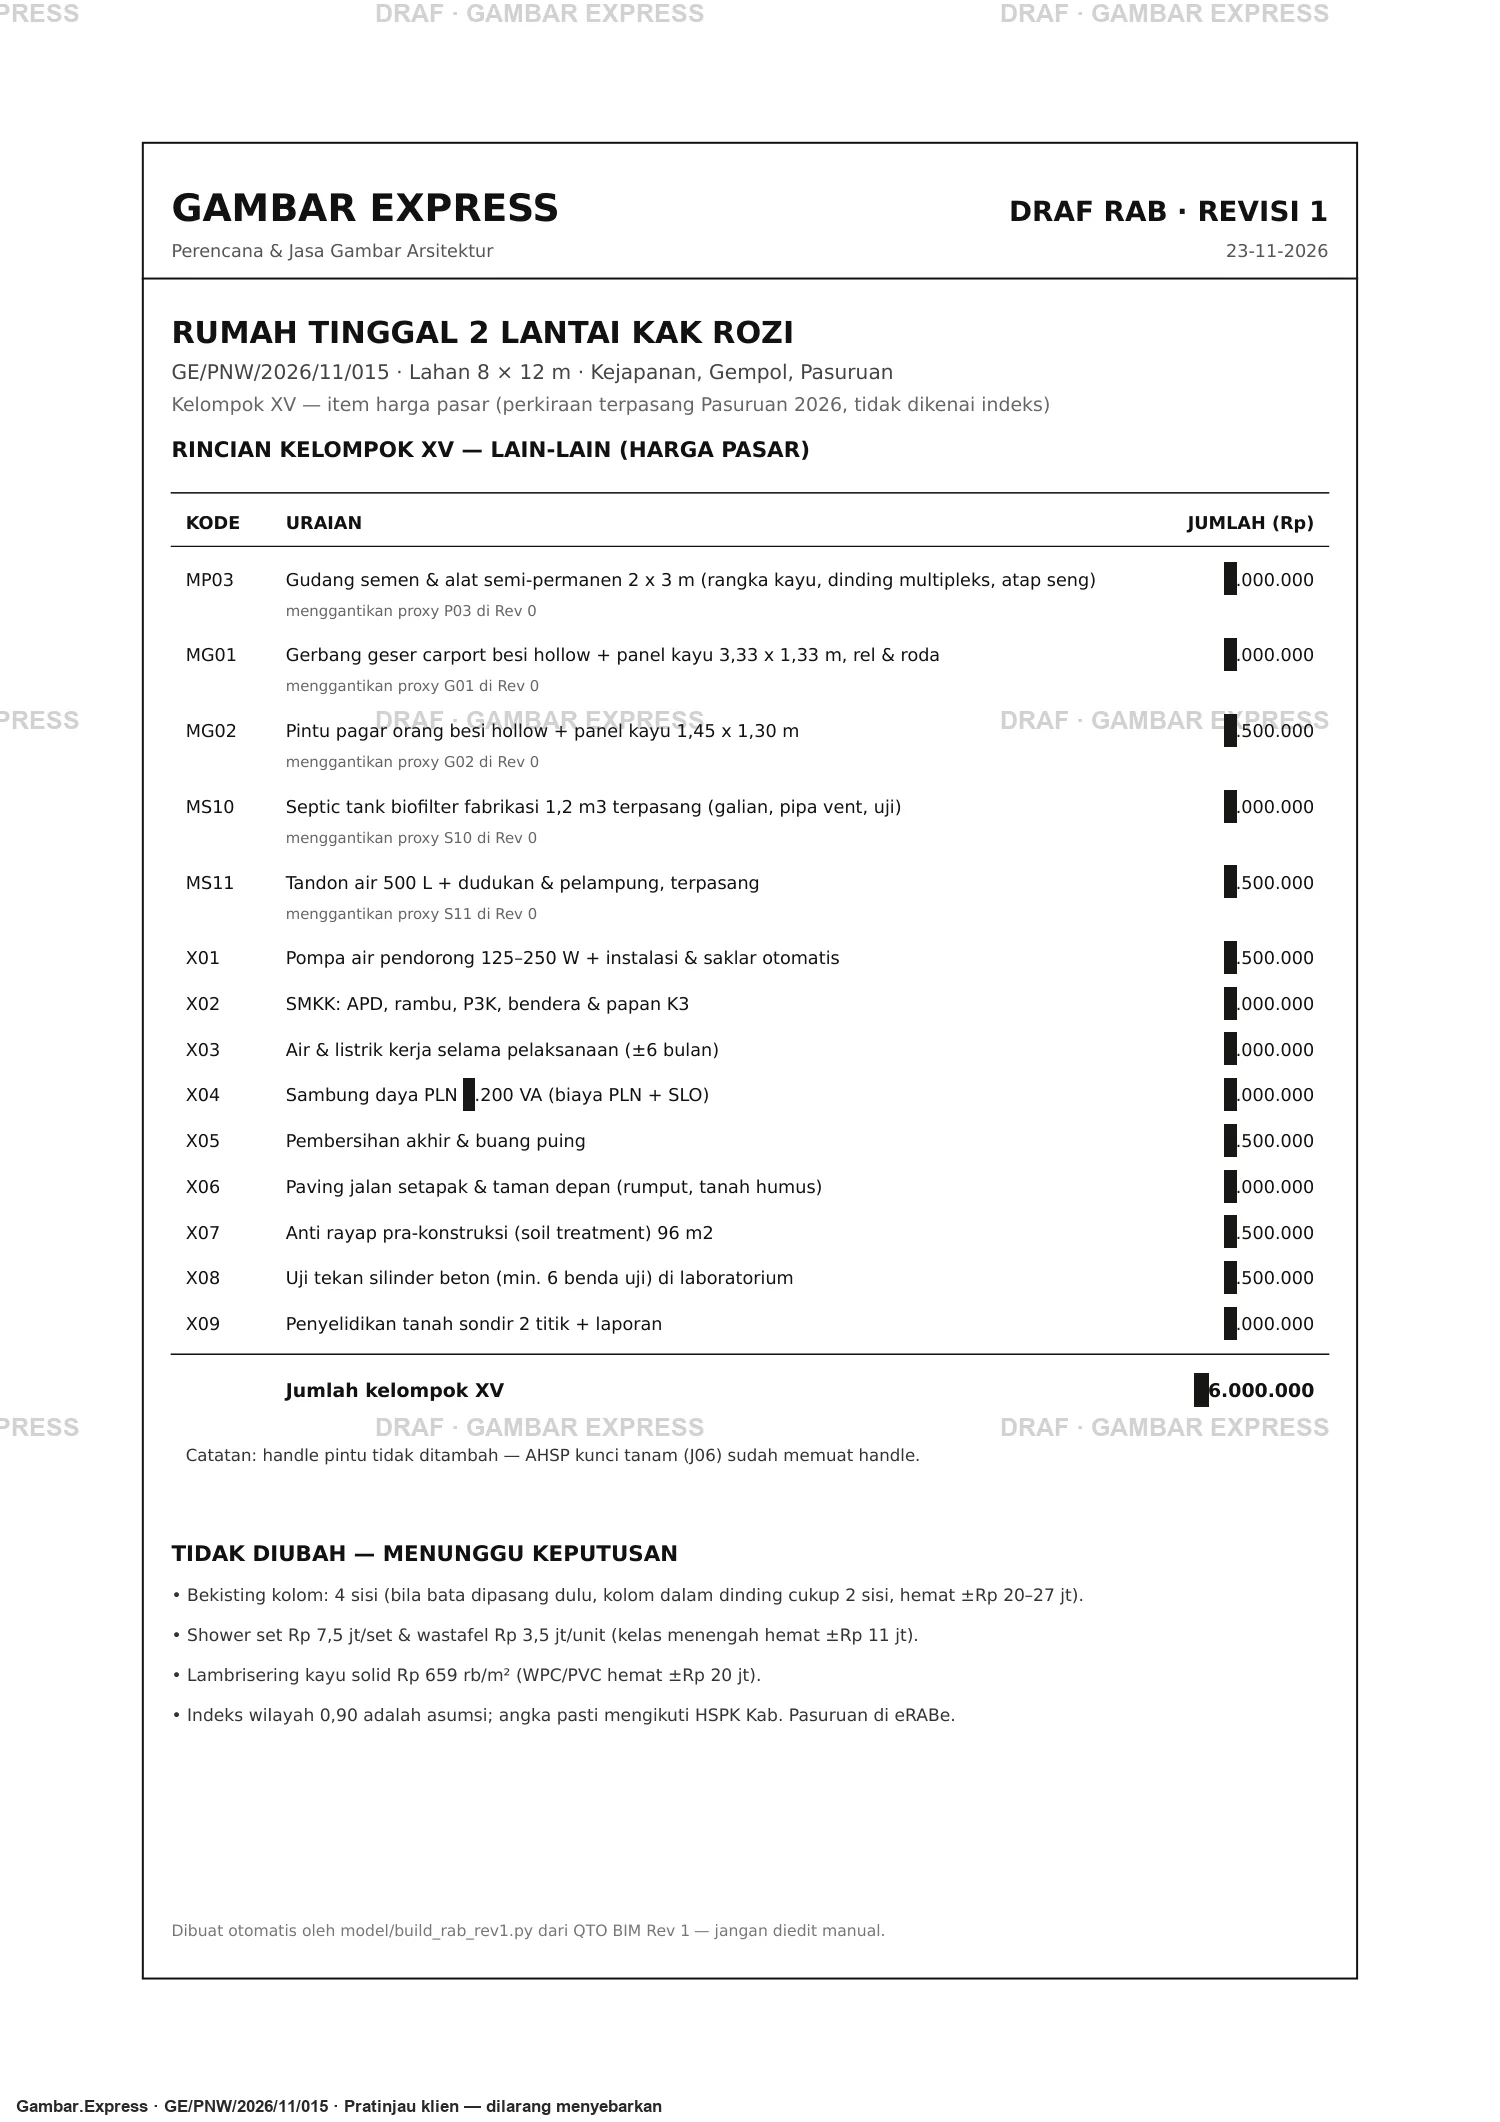 PRESS DRAF · GAMBAR EXPRESS DRAF · GAMBAR EXPRESS
GAMBAR EXPRESS DRAF RAB · REVISI 1
Perencana & Jasa Gambar Arsitektur 23-11-2026
RUMAH TINGGAL 2 LANTAI KAK ROZI
GE/PNW/2026/11/015 · Lahan 8 × 12 m · Kejapanan, Gempol, Pasuruan
Kelompok XV — item harga pasar (perkiraan terpasang Pasuruan 2026, tidak dikenai indeks)
RINCIAN KELOMPOK XV — LAIN-LAIN (HARGA PASAR)
KODE URAIAN JUMLAH (Rp)
MP03 Gudang semen & alat semi-permanen 2 x 3 m (rangka kayu, dinding multipleks, atap seng) .000.000
menggantikan proxy P03 di Rev 0
MG01 Gerbang geser carport besi hollow + panel kayu 3,33 x 1,33 m, rel & roda .000.000
menggantikan proxy G01 di Rev 0
PRESS DRAF · GAMBAR EXPRESS DRAF · GAMBAR EXPRESS
MG02 Pintu pagar orang besi hollow + panel kayu 1,45 x 1,30 m .500.000
menggantikan proxy G02 di Rev 0
MS10 Septic tank biofilter fabrikasi 1,2 m3 terpasang (galian, pipa vent, uji) .000.000
menggantikan proxy S10 di Rev 0
MS11 Tandon air 500 L + dudukan & pelampung, terpasang .500.000
menggantikan proxy S11 di Rev 0
X01 Pompa air pendorong 125–250 W + instalasi & saklar otomatis .500.000
X02 SMKK: APD, rambu, P3K, bendera & papan K3 .000.000
X03 Air & listrik kerja selama pelaksanaan (±6 bulan) .000.000
X04 Sambung daya PLN .200 VA (biaya PLN + SLO) .000.000
X05 Pembersihan akhir & buang puing .500.000
X06 Paving jalan setapak & taman depan (rumput, tanah humus) .000.000
X07 Anti rayap pra-konstruksi (soil treatment) 96 m2 .500.000
X08 Uji tekan silinder beton (min. 6 benda uji) di laboratorium .500.000
X09 Penyelidikan tanah sondir 2 titik + laporan .000.000
Jumlah kelompok XV 6.000.000
PRESS DRAF · GAMBAR EXPRESS DRAF · GAMBAR EXPRESS
Catatan: handle pintu tidak ditambah — AHSP kunci tanam (J06) sudah memuat handle.
TIDAK DIUBAH — MENUNGGU KEPUTUSAN
• Bekisting kolom: 4 sisi (bila bata dipasang dulu, kolom dalam dinding cukup 2 sisi, hemat ±Rp 20–27 jt).
• Shower set Rp 7,5 jt/set & wastafel Rp 3,5 jt/unit (kelas menengah hemat ±Rp 11 jt).
• Lambrisering kayu solid Rp 659 rb/m² (WPC/PVC hemat ±Rp 20 jt).
• Indeks wilayah 0,90 adalah asumsi; angka pasti mengikuti HSPK Kab. Pasuruan di eRABe.
Dibuat otomatis oleh model/build_rab_rev1.py dari QTO BIM Rev 1 — jangan diedit manual.
Gambar.Express · GE/PNW/2026/11/015 · Pratinjau klien — dilarang menyebarkan